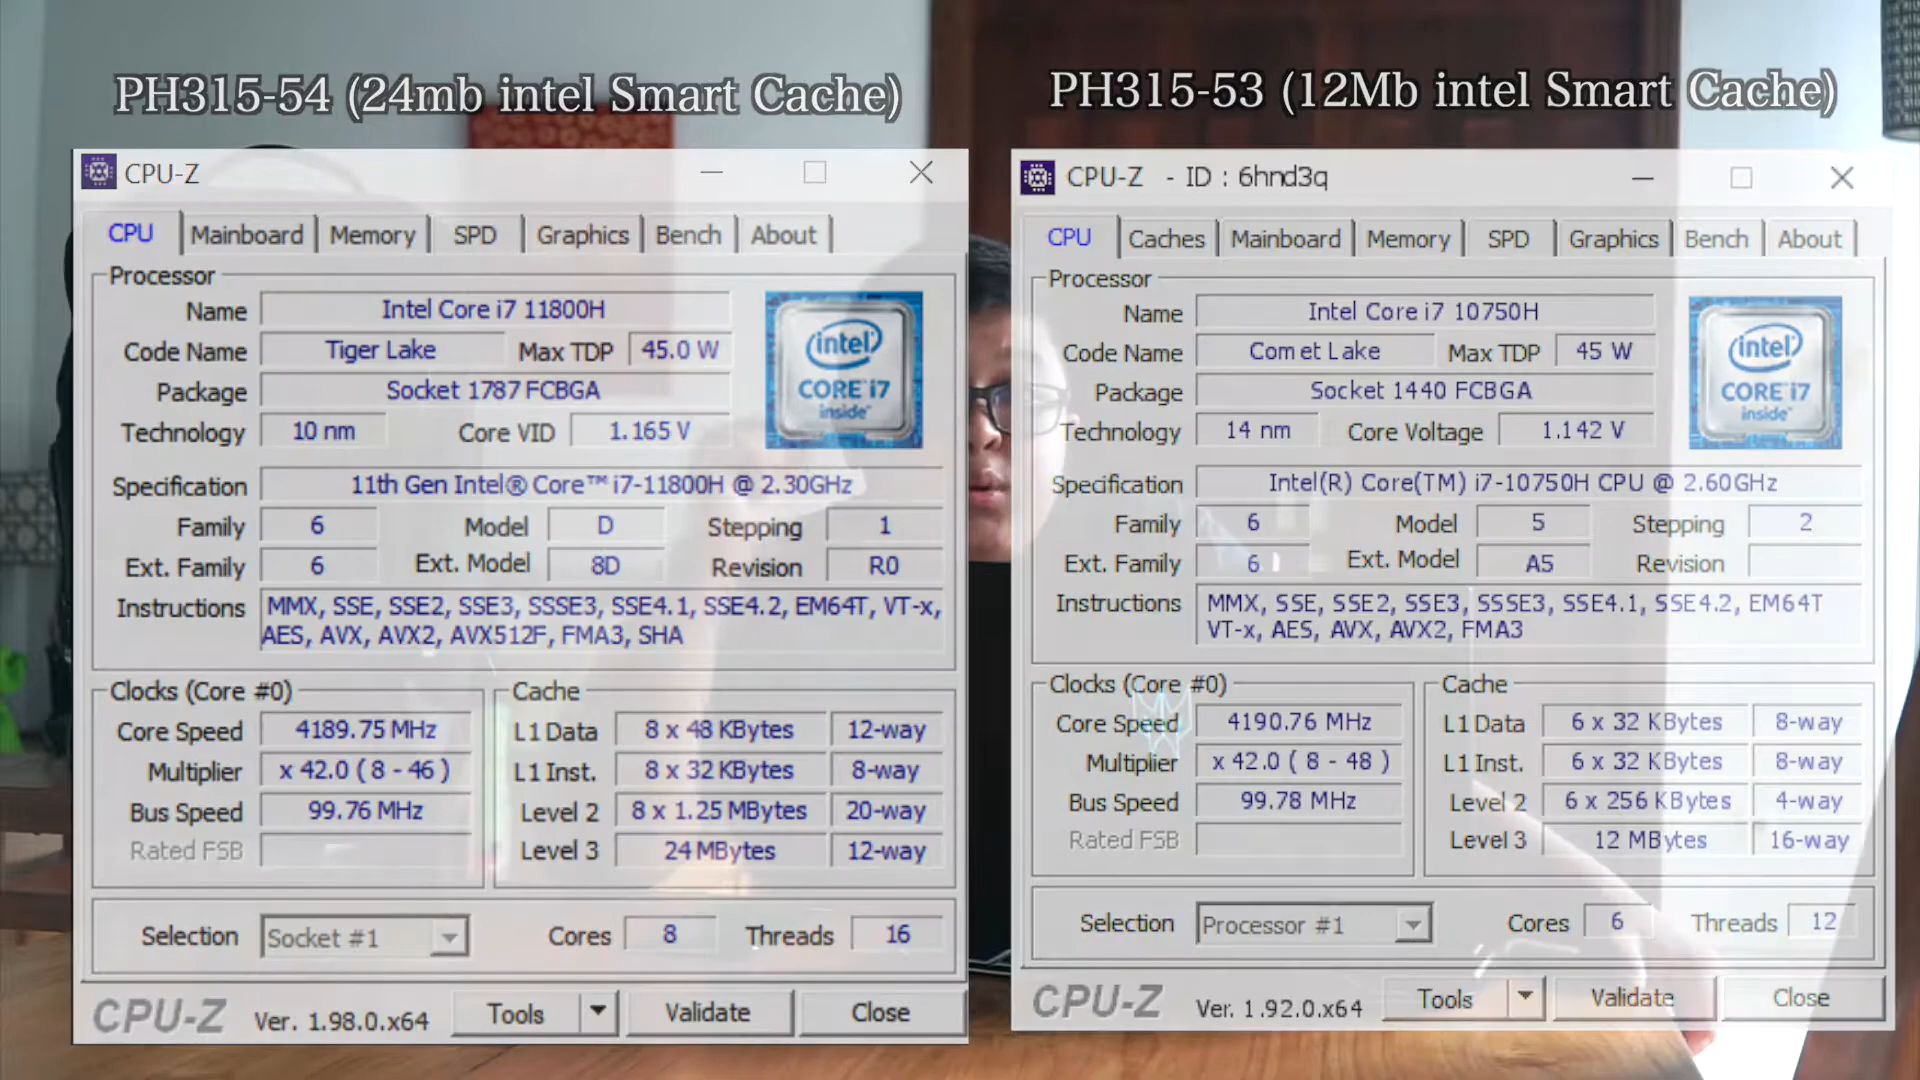 PH315-54 (24mb intel Smart Cache)
CPU-Z
CPU Mainboard Memory SPD Graphics Bench About
Processor
Name Intel Core i7 11800H
Code Name Tiger Lake Max TDP 45.0 W
Package Socket 1787 FCBGA
Technology 10 nm Core VID 1.165 V
intel CORE i7 inside
Specification 11th Gen Intel® Core™ i7-11800H @ 2.30GHz
Family 6 Model D Stepping 1
Ext. Family 6 Ext. Model 8D Revision R0
Instructions MMX, SSE, SSE2, SSE3, SSSE3, SSE4.1, SSE4.2, EM64T, VT-x,
AES, AVX, AVX2, AVX512F, FMA3, SHA
Clocks (Core #0)
Core Speed 4189.75 MHz
Multiplier x 42.0 ( 8 - 46 )
Bus Speed 99.76 MHz
Rated FSB
Cache
L1 Data 8 x 48 KBytes 12-way
L1 Inst. 8 x 32 KBytes 8-way
Level 2 8 x 1.25 MBytes 20-way
Level 3 24 MBytes 12-way
Selection Socket #1 Cores 8 Threads 16
CPU-Z Ver. 1.98.0.x64 Tools Validate Close
PH315-53 (12Mb intel Smart Cache)
CPU-Z - ID : 6hnd3q
CPU Caches Mainboard Memory SPD Graphics Bench About
Processor
Name Intel Core i7 10750H
Code Name Comet Lake Max TDP 45 W
Package Socket 1440 FCBGA
Technology 14 nm Core Voltage 1.142 V
intel CORE i7 inside
Specification Intel(R) Core(TM) i7-10750H CPU @ 2.60GHz
Family 6 Model 5 Stepping 2
Ext. Family 6 Ext. Model A5 Revision
Instructions MMX, SSE, SSE2, SSE3, SSSE3, SSE4.1, SSE4.2, EM64T
VT-x, AES, AVX, AVX2, FMA3
Clocks (Core #0)
Core Speed 4190.76 MHz
Multiplier x 42.0 ( 8 - 48 )
Bus Speed 99.78 MHz
Rated FSB
Cache
L1 Data 6 x 32 KBytes 8-way
L1 Inst. 6 x 32 KBytes 8-way
Level 2 6 x 256 KBytes 4-way
Level 3 12 MBytes 16-way
Selection Processor #1 Cores 6 Threads 12
CPU-Z Ver. 1.92.0.x64 Tools Validate Close